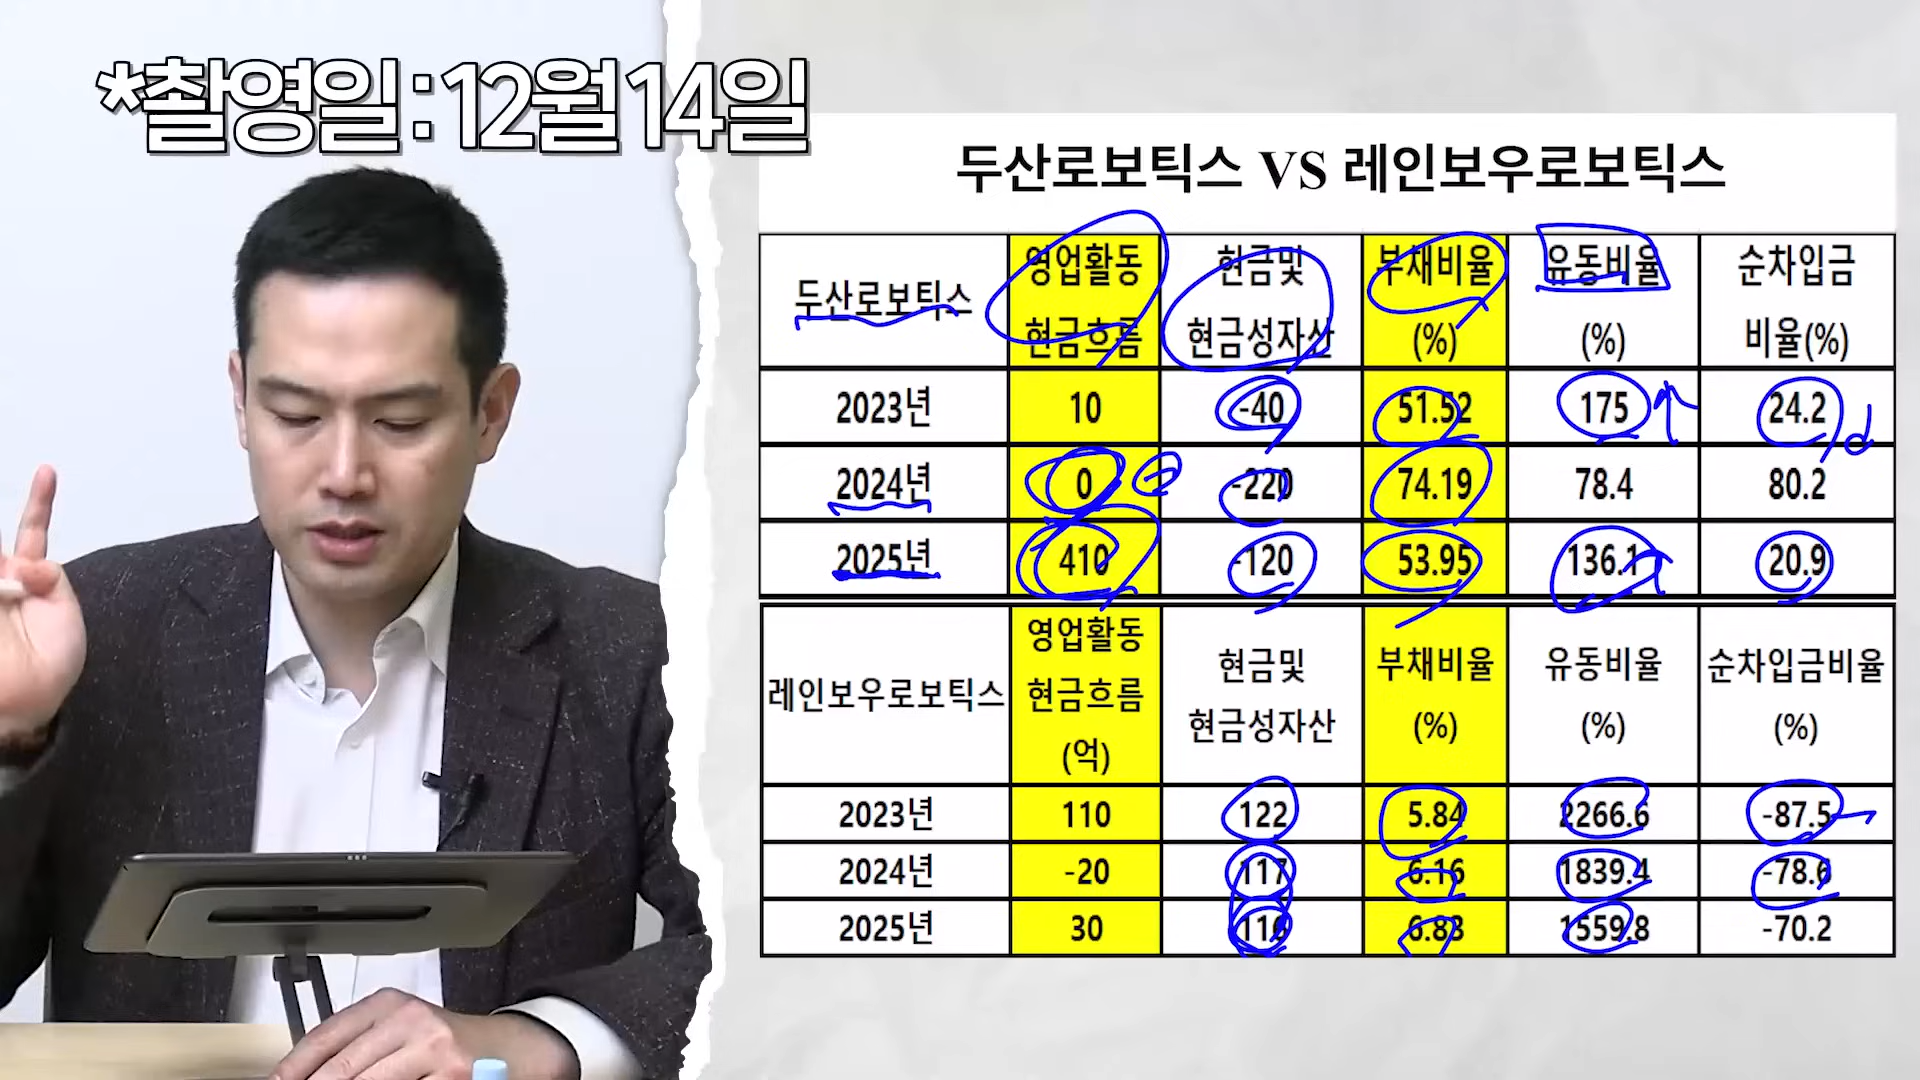 *촬영일 : 12월 14일
두산로보틱스 VS 레인보우로보틱스
두산로보틱스 영업활동 현금흐름 현금및 현금성자산 부채비율 (%) 유동비율 (%) 순차입금 비율(%)
2023년 10 -40 51.52 175 24.2
2024년 0 -220 74.19 78.4 80.2
2025년 410 -120 53.95 136.1 20.9
레인보우로보틱스 영업활동 현금흐름 (억) 현금및 현금성자산 부채비율 (%) 유동비율 (%) 순차입금비율 (%)
2023년 110 122 5.84 2266.6 -87.5
2024년 -20 117 6.16 1839.4 -78.6
2025년 30 6.83 1559.8 -70.2